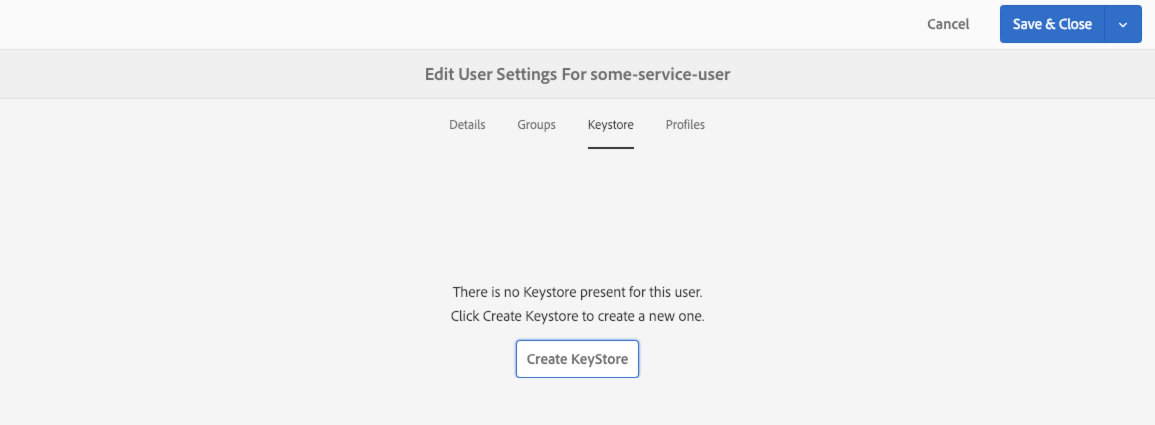 Cancel
Save & Close
Edit User Settings For some-service-user
Details
Groups
Keystore
Profiles
There is no Keystore present for this user.
Click Create Keystore to create a new one.
Create KeyStore